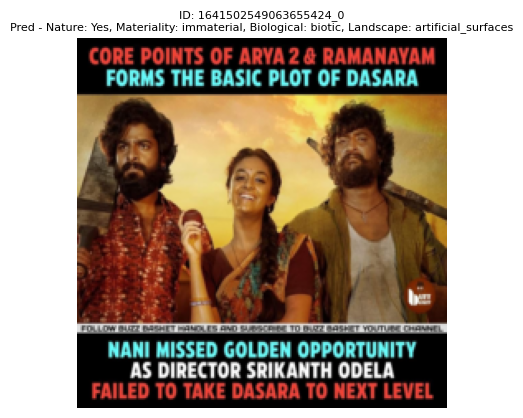 ID: 1641502549063655424_0
Pred - Nature: Yes, Materiality: immaterial, Biological: biotic, Landscape: artificial_surfaces
CORE POINTS OF ARYA 2 & RAMANAYAM
FORMS THE BASIC PLOT OF DASARA
FOLLOW BUZZ BASKET HANDLES AND SUBSCRIBE TO BUZZ BASKET YOUTUBE CHANNEL
NANI MISSED GOLDEN OPPORTUNITY
AS DIRECTOR SRIKANTH ODELA
FAILED TO TAKE DASARA TO NEXT LEVEL